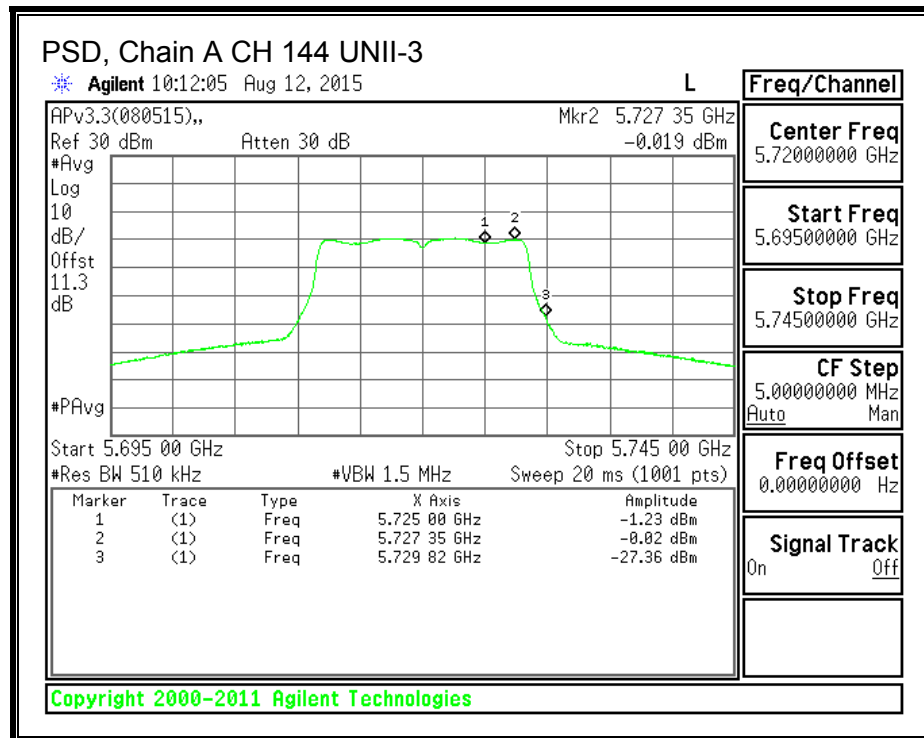 PSD, Chain A CH 144 UNII-3
Agilent 10:12:05 Aug 12, 2015 L
APv3.3(080515),, Mkr2 5.727 35 GHz
Ref 30 dBm Atten 30 dB -0.019 dBm
#Avg
Log
10
dB/
Offst
11.3
dB
#PAvg
1
2
3
Start 5.695 00 GHz Stop 5.745 00 GHz
#Res BW 510 kHz #VBW 1.5 MHz Sweep 20 ms (1001 pts)
Marker Trace Type X Axis Amplitude
1 (1) Freq 5.725 00 GHz -1.23 dBm
2 (1) Freq 5.727 35 GHz -0.02 dBm
3 (1) Freq 5.729 82 GHz -27.36 dBm
Copyright 2000-2011 Agilent Technologies
Freq/Channel
Center Freq
5.72000000 GHz
Start Freq
5.69500000 GHz
Stop Freq
5.74500000 GHz
CF Step
5.00000000 MHz
Auto Man
Freq Offset
0.00000000 Hz
Signal Track
On Off